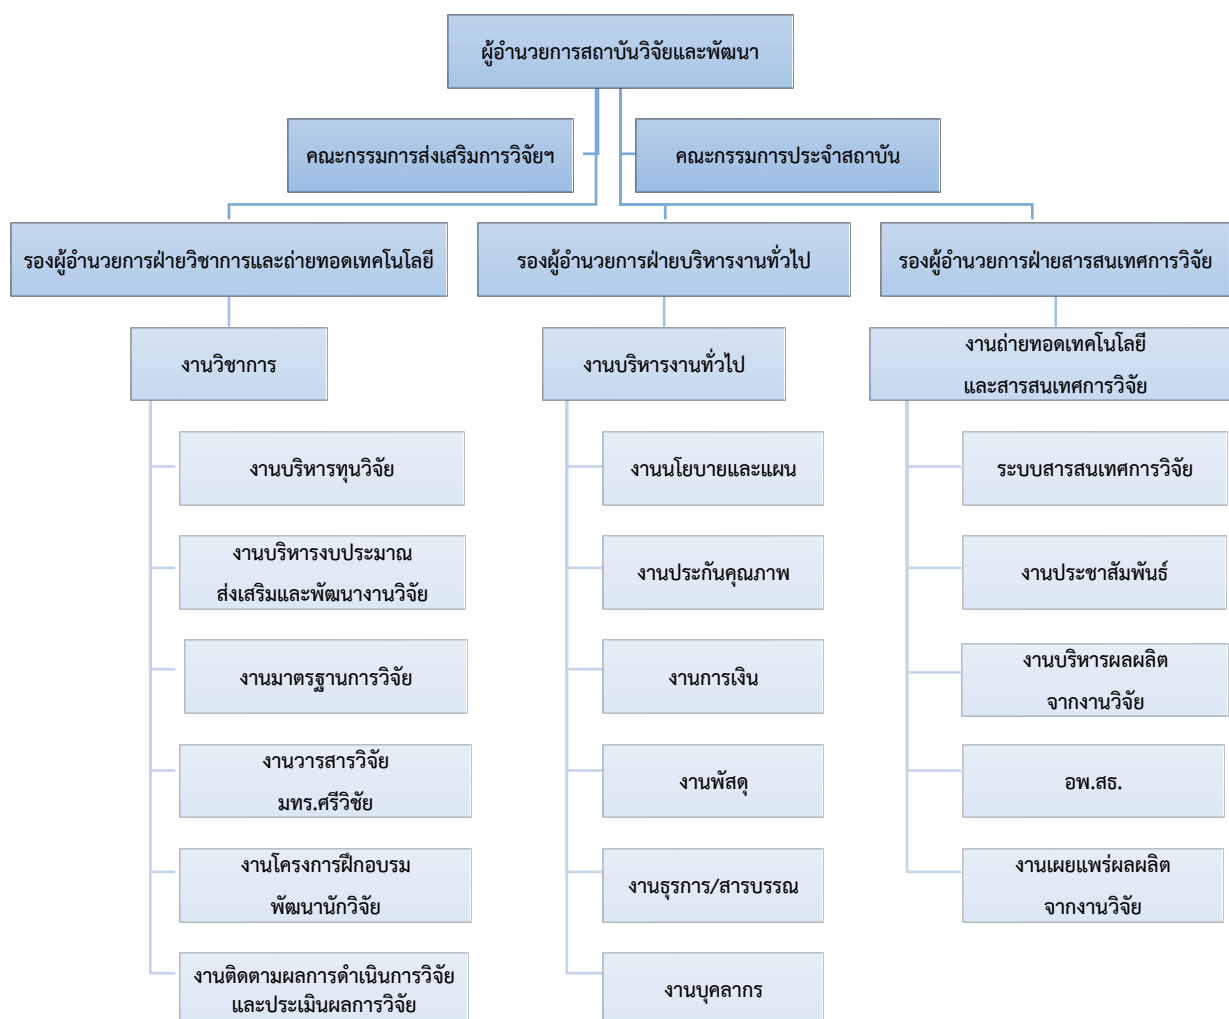 ผู้อำนวยการสถาบันวิจัยและพัฒนา
คณะกรรมการส่งเสริมการวิจัยฯ
คณะกรรมการประจำสถาบัน
รองผู้อำนวยการฝ่ายวิชาการและถ่ายทอดเทคโนโลยี
รองผู้อำนวยการฝ่ายบริหารงานทั่วไป
รองผู้อำนวยการฝ่ายสารสนเทศการวิจัย
งานวิชาการ
งานบริหารทุนวิจัย
งานบริหารงบประมาณ
ส่งเสริมและพัฒนางานวิจัย
งานมาตรฐานการวิจัย
งานวารสารวิจัย
มทร.ศรีวิชัย
งานโครงการฝึกอบรม
พัฒนานักวิจัย
งานติดตามผลการดำเนินการวิจัย
และประเมินผลการวิจัย
งานบริหารงานทั่วไป
งานนโยบายและแผน
งานประกันคุณภาพ
งานการเงิน
งานพัสดุ
งานธุรการ/สารบรรณ
งานบุคลากร
งานถ่ายทอดเทคโนโลยี
และสารสนเทศการวิจัย
ระบบสารสนเทศการวิจัย
งานประชาสัมพันธ์
งานบริหารผลผลิต
จากงานวิจัย
อพ.สธ.
งานเผยแพร่ผลผลิต
จากงานวิจัย